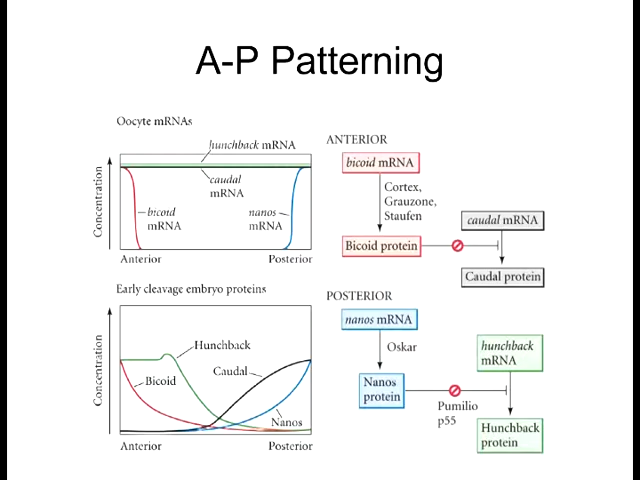 A-P Patterning
Oocyte mRNAs
hunchback mRNA
caudal
mRNA
bicoid
mRNA
nanos
mRNA
Concentration
Anterior
Posterior
ANTERIOR
bicoid mRNA
Cortex,
Grauzone,
Staufen
Bicoid protein
caudal mRNA
Caudal protein
Early cleavage embryo proteins
Hunchback
Caudal
Bicoid
Nanos
Concentration
Anterior
Posterior
POSTERIOR
nanos mRNA
Oskar
Nanos
protein
Pumilio
p55
hunchback
mRNA
Hunchback
protein